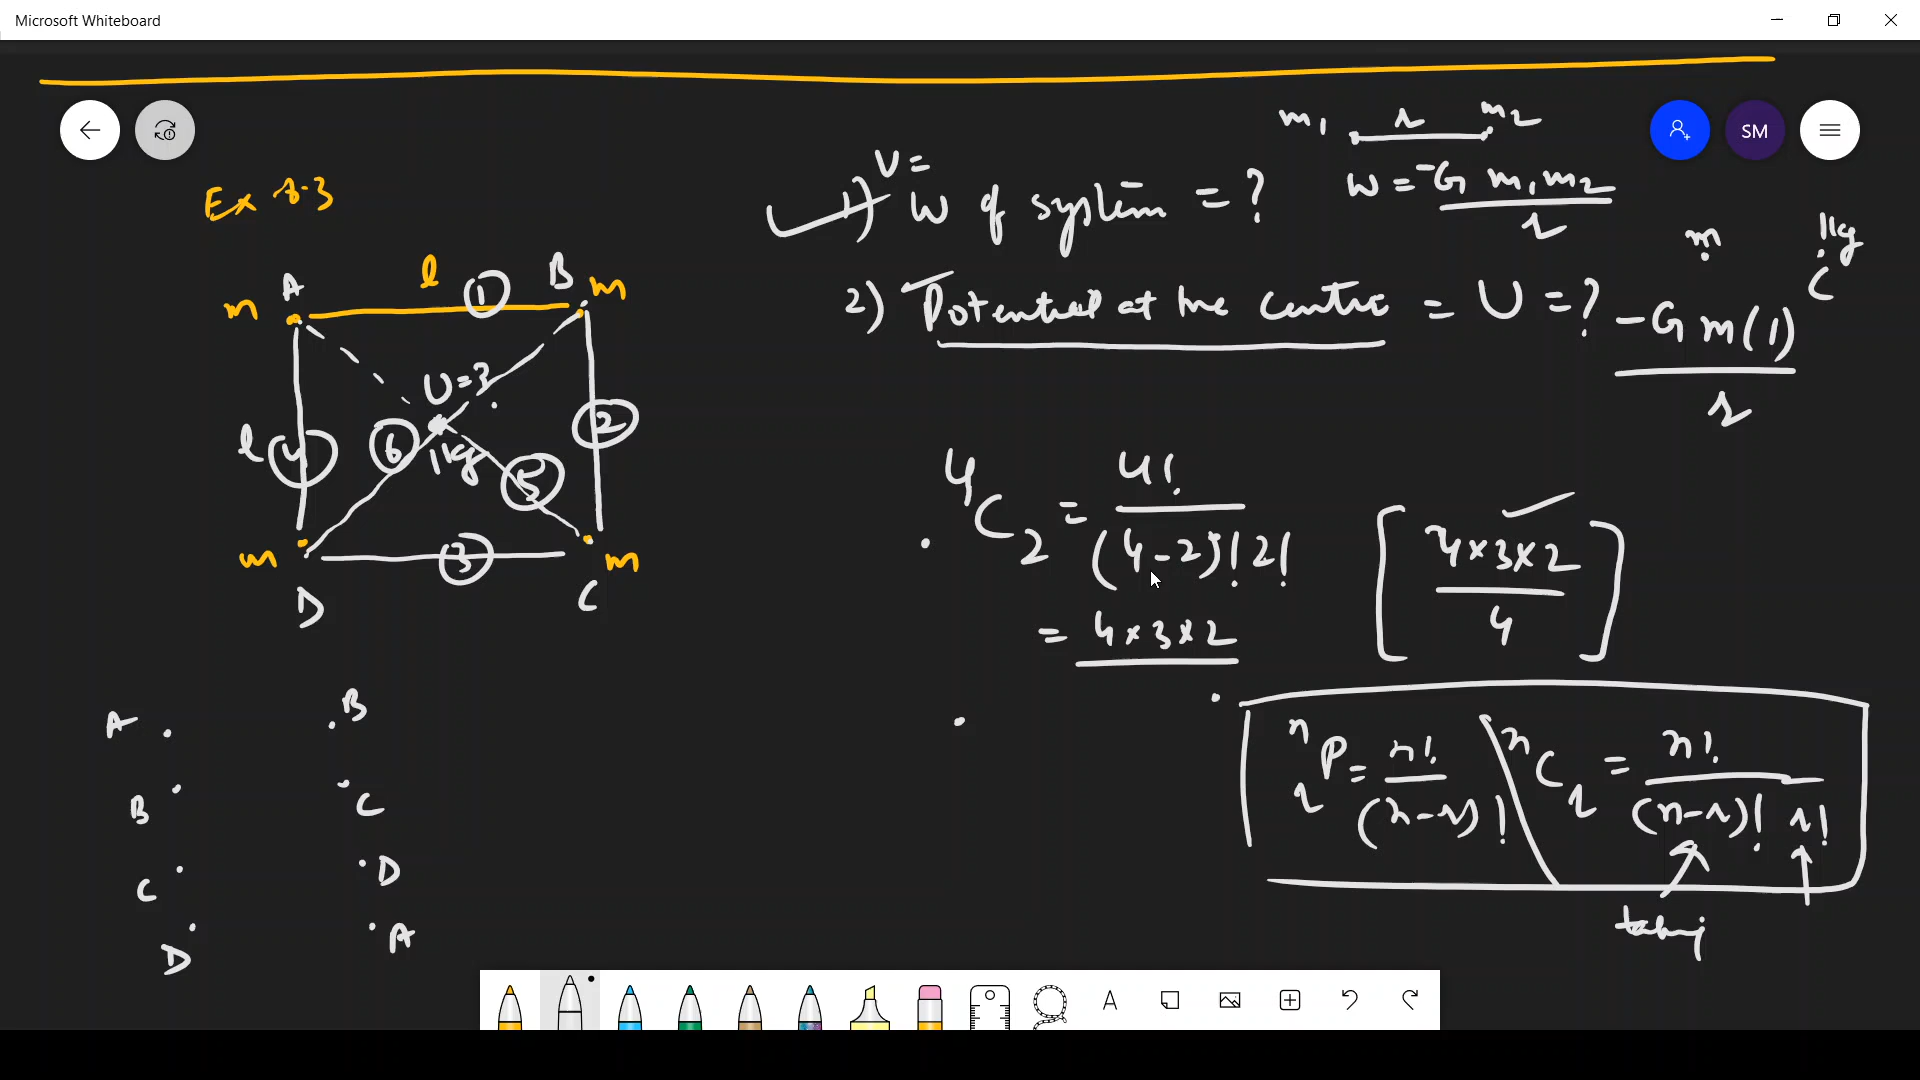 Microsoft Whiteboard
SM
Ex 8.3
m A l ① B m
l ④ U=? ⑥ 1kg ⑤ ②
m D ③ C m
U =
1) W of system = ?
m1 r m2
W = -G m1m2 / r
2) Potential at the centre = U = ?
m 1kg
C
-G m(1) / r
4C2 = 4! / (4-2)! 2!
= 4×3×2
[ 4×3×2 / 4 ]
nPr = n! / (n-r)!
nCr = n! / (n-r)! r!
taking
A . . B
B . . C
C . . D
D . . A